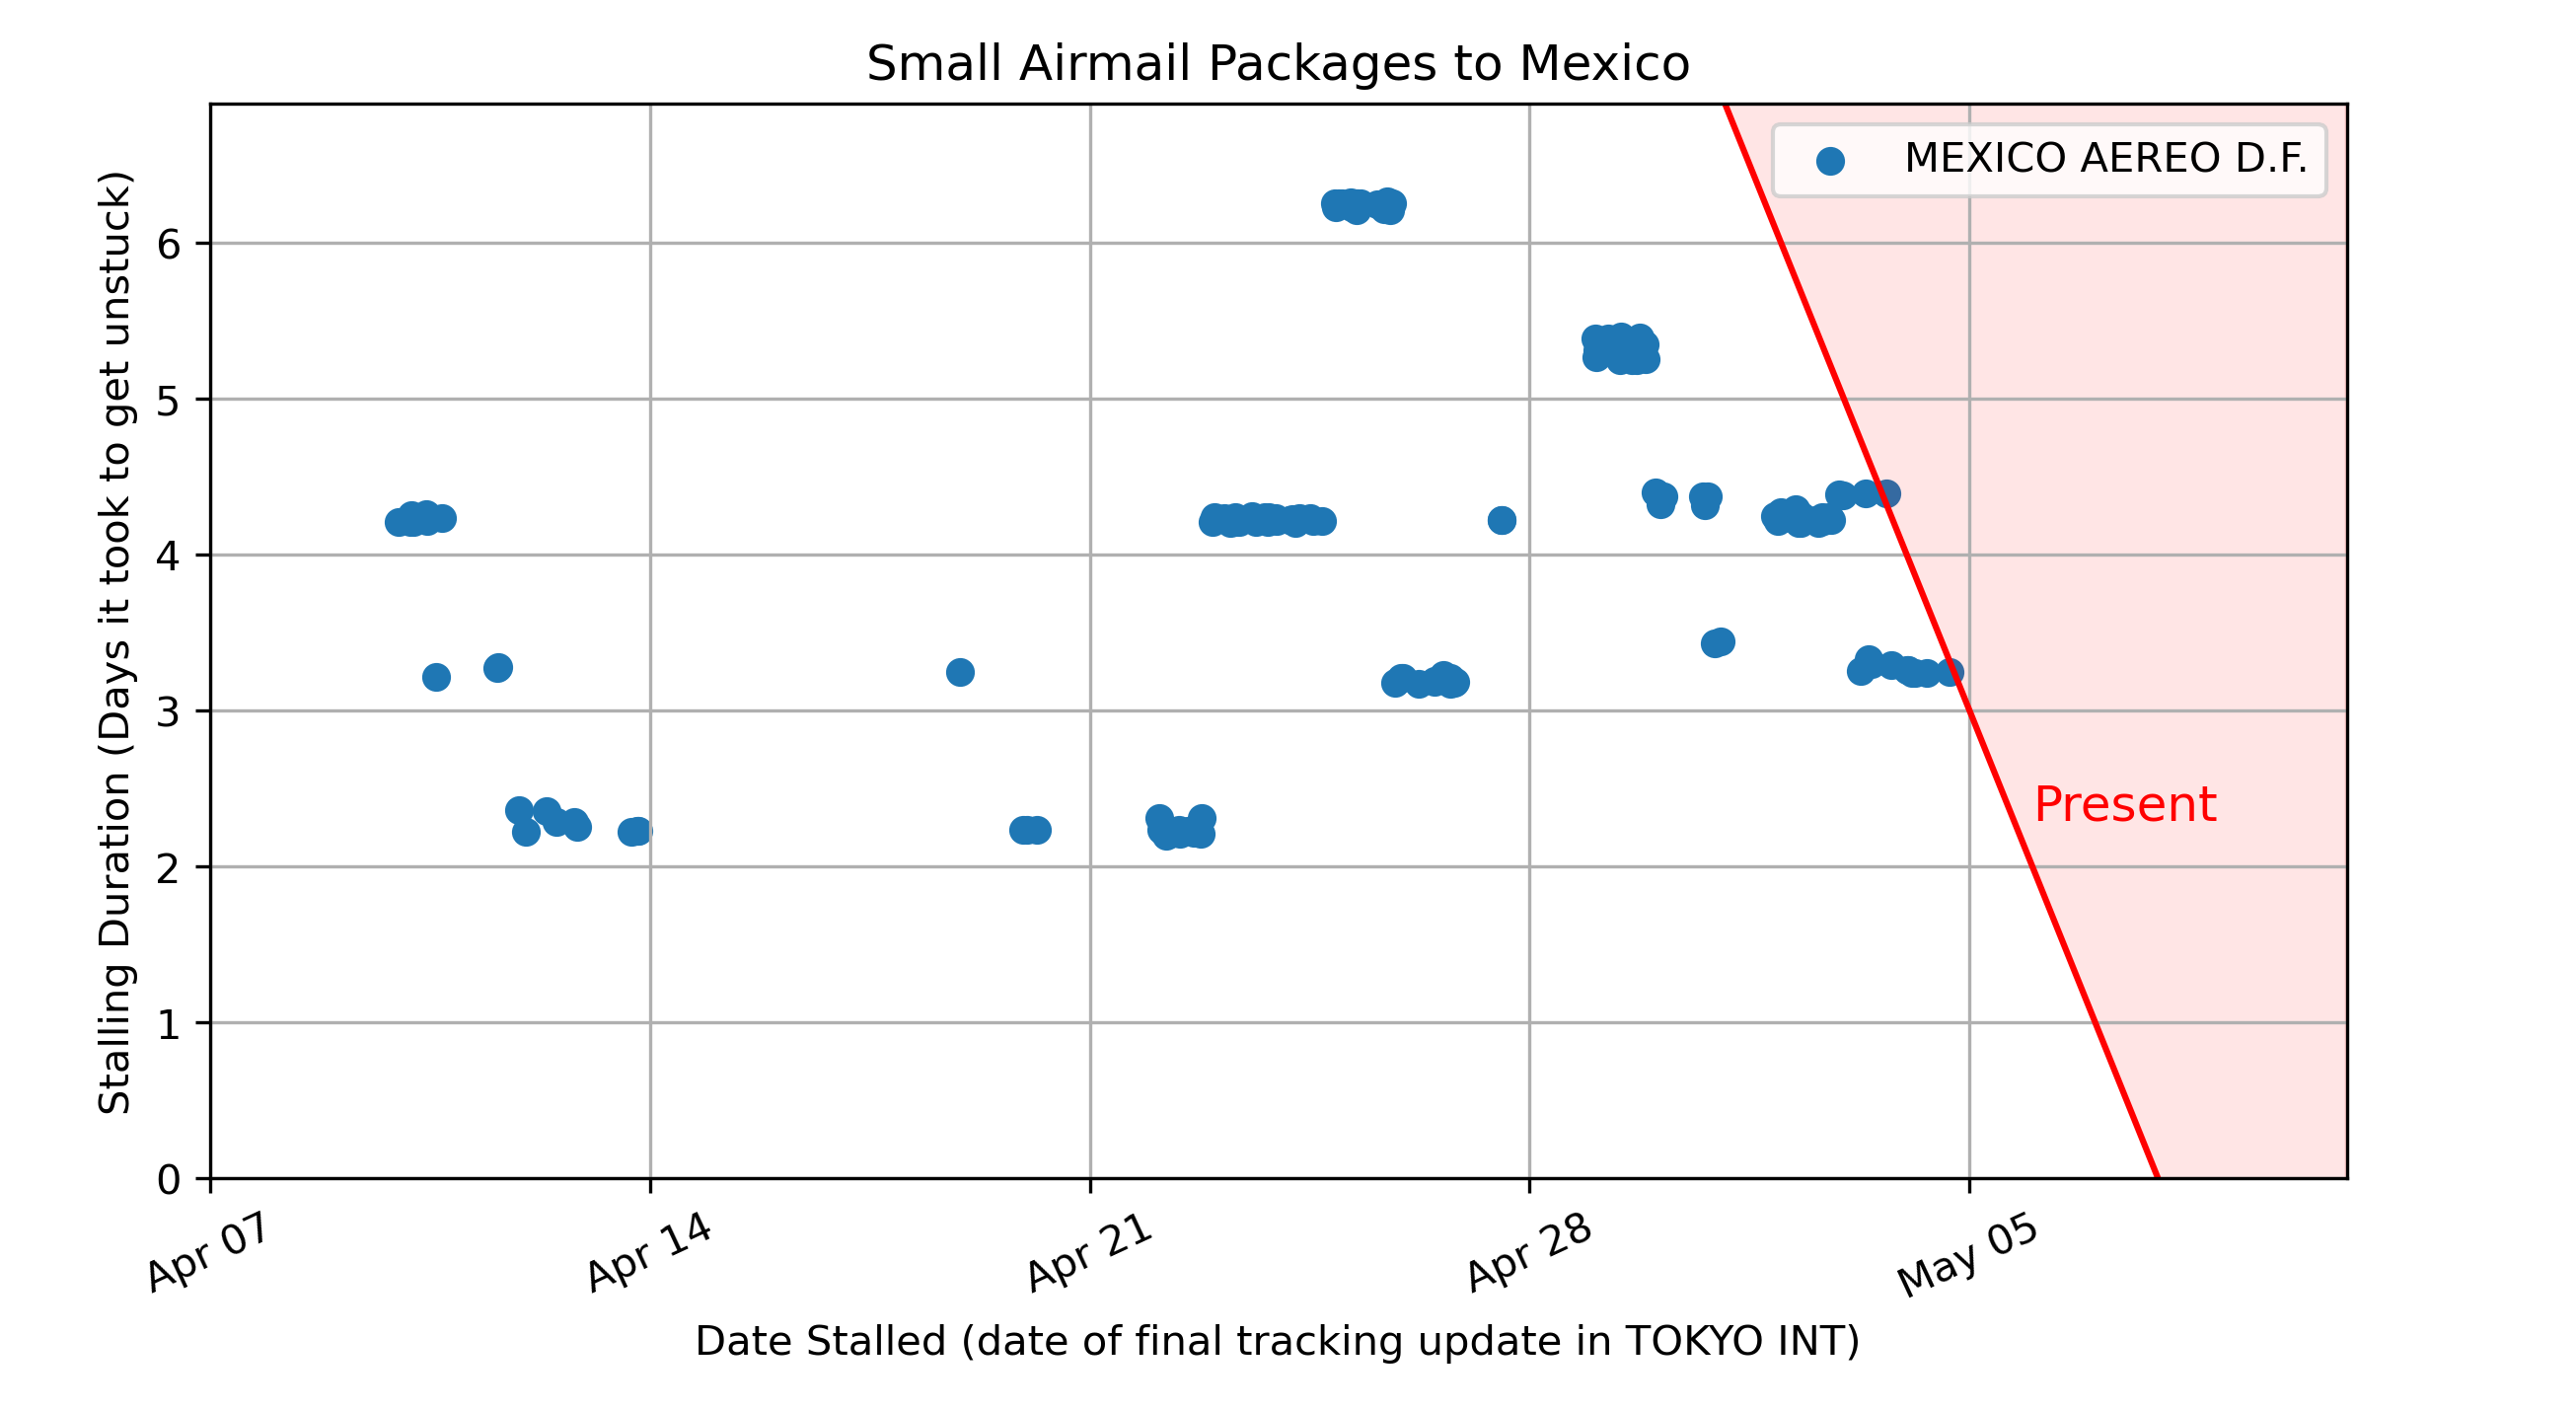 Small Airmail Packages to Mexico
MEXICO AEREO D.F.
Stalling Duration (Days it took to get unstuck)
6
5
4
3
2
1
0
Present
Apr 07
Apr 14
Apr 21
Apr 28
May 05
Date Stalled (date of final tracking update in TOKYO INT)